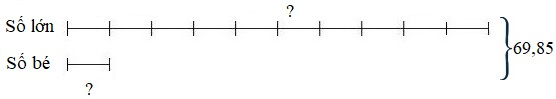 ?
Số lớn
69,85
Số bé
?